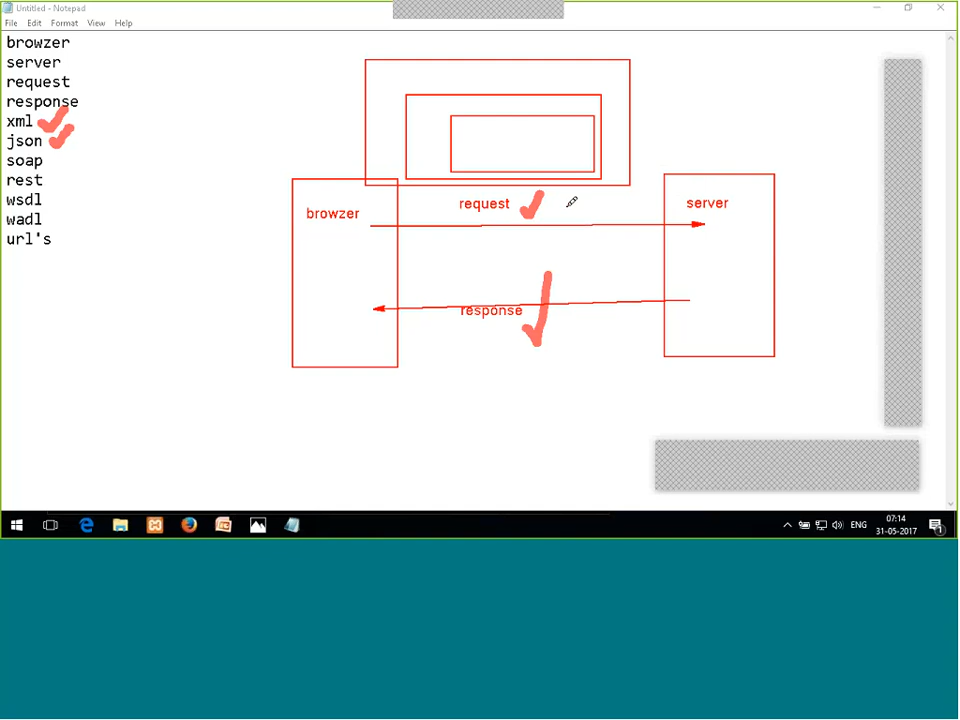 Untitled - Notepad
File Edit Format View Help
browzer
server
request
response
xml
json
soap
rest
wsdl
wadl
url's
browzer
request
server
response
ENG
07:14
31-05-2017
1